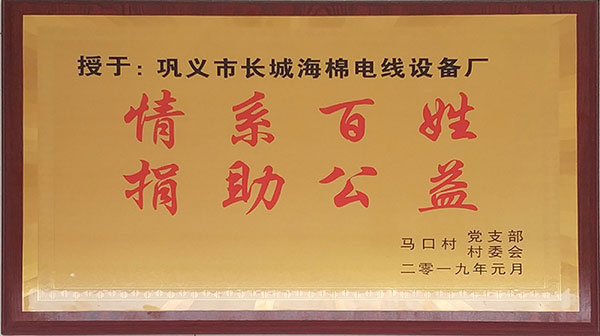 授于：巩义市长城海棉电线设备厂
情系百姓
捐助公益
马口村 党支部
村委会
二零一九年元月